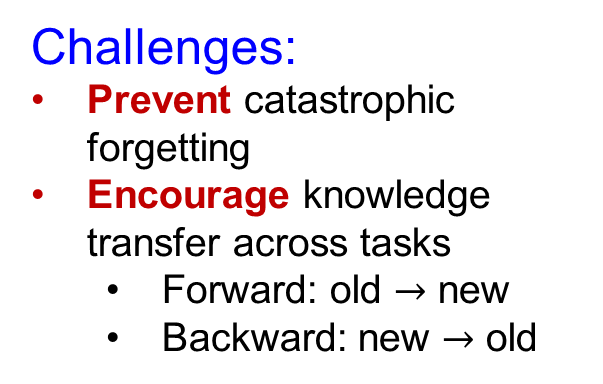 Challenges:
• Prevent catastrophic
forgetting
• Encourage knowledge
transfer across tasks
• Forward: old → new
• Backward: new → old